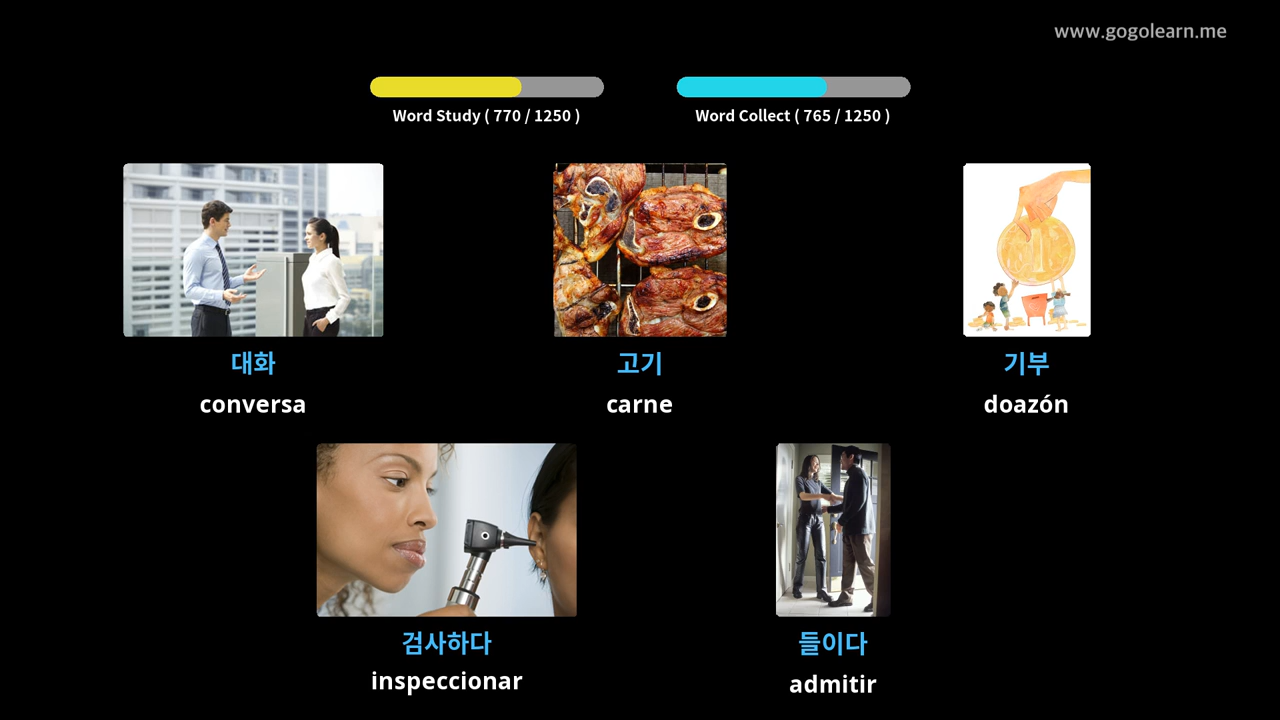 www.gogolearn.me
Word Study ( 770 / 1250 )
Word Collect ( 765 / 1250 )
대화
고기
기부
conversa
carne
doazón
검사하다
들이다
inspeccionar
admitir